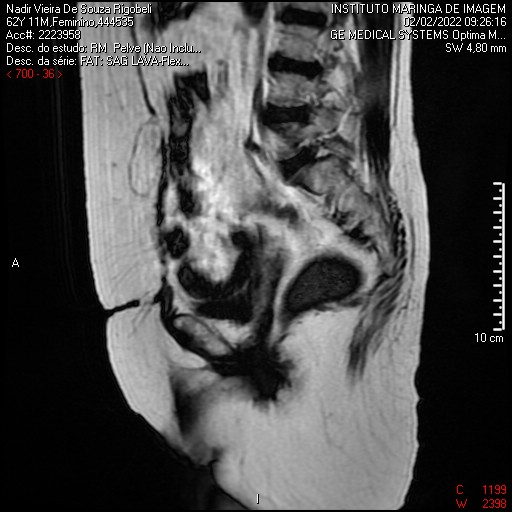 Nadir Vieira De Souza Rigobeli
62Y 11M,Feminino,444535
Acc#: 2223958
Desc. do estudo: RM Pelve (Nao Inclu...
Desc. da série: FAT: SAG LAVA-Flex...
< 700 - 36 >
INSTITUTO MARINGA DE IMAGEM
02/02/2022 09:26:16
GE MEDICAL SYSTEMS Optima M...
SW 4,80 mm
A
10 cm
I
C 1199
W 2398